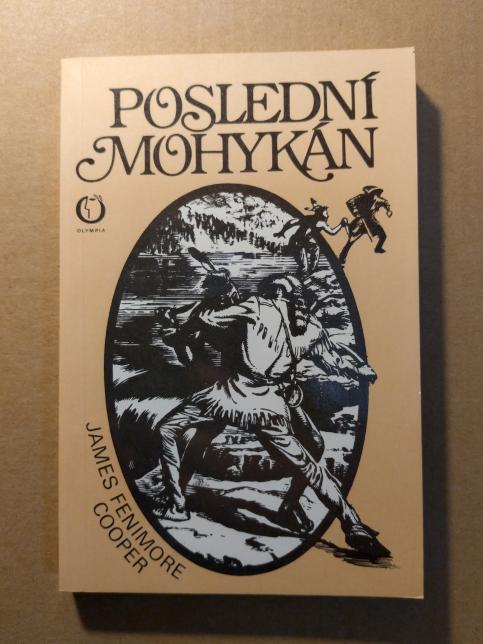 POSLEDNÍ
MOHYKÁN
OLYMPIA
JAMES FENIMORE
COOPER